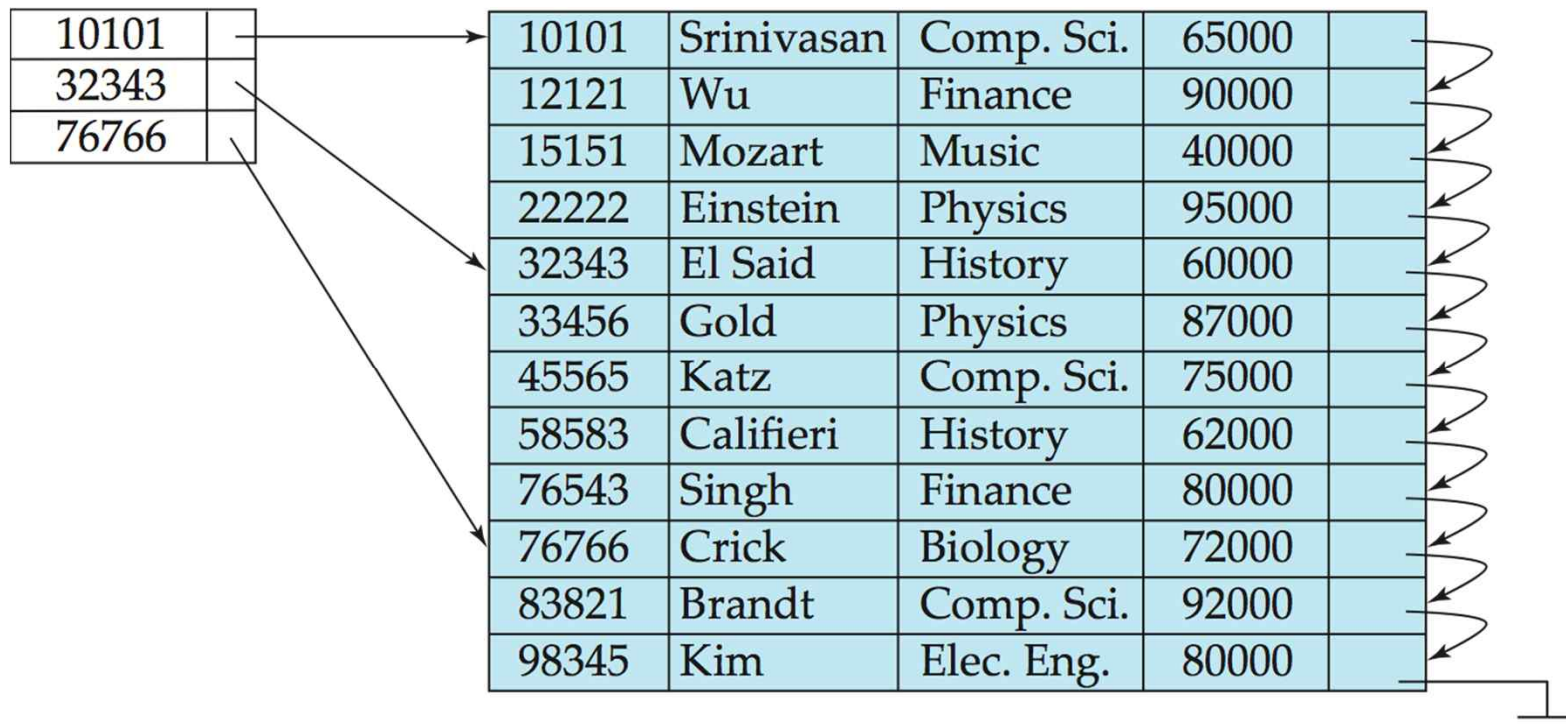 10101
32343
76766
10101 Srinivasan Comp. Sci. 65000
12121 Wu Finance 90000
15151 Mozart Music 40000
22222 Einstein Physics 95000
32343 El Said History 60000
33456 Gold Physics 87000
45565 Katz Comp. Sci. 75000
58583 Califieri History 62000
76543 Singh Finance 80000
76766 Crick Biology 72000
83821 Brandt Comp. Sci. 92000
98345 Kim Elec. Eng. 80000